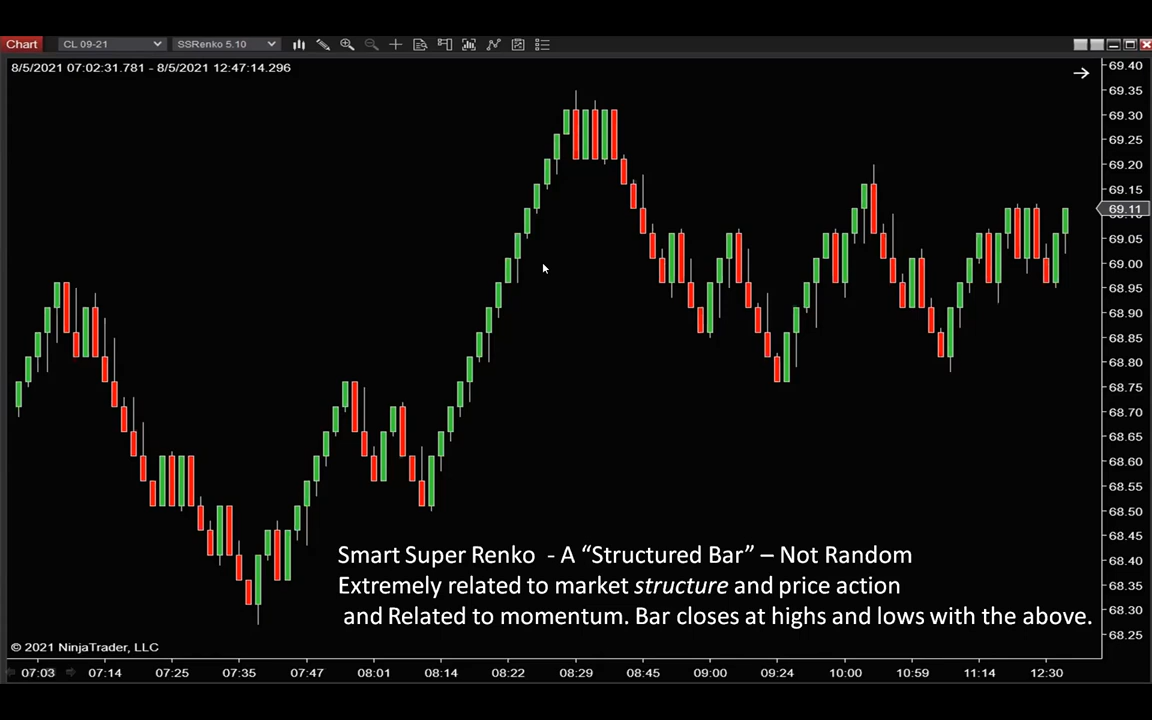 Chart
CL 09-21
SSRenko 5.10
8/5/2021 07:02:31.781 - 8/5/2021 12:47:14.296
69.40
69.35
69.30
69.25
69.20
69.15
69.11
69.05
69.00
68.95
68.90
68.85
68.80
68.75
68.70
68.65
68.60
68.55
68.50
68.45
68.40
68.35
68.30
68.25
Smart Super Renko - A “Structured Bar” – Not Random
Extremely related to market structure and price action
and Related to momentum. Bar closes at highs and lows with the above.
© 2021 NinjaTrader, LLC
07:03 07:14 07:25 07:35 07:47 08:01 08:14 08:22 08:29 08:45 09:00 09:24 10:00 10:59 11:14 12:30